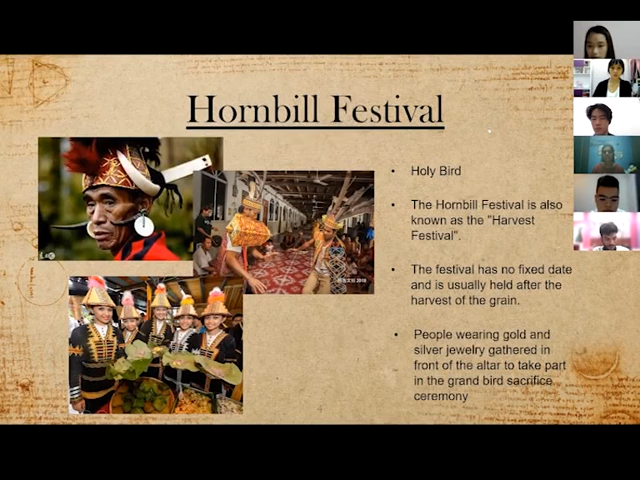 Hornbill Festival
• Holy Bird
• The Hornbill Festival is also
known as the "Harvest
Festival".
• The festival has no fixed date
and is usually held after the
harvest of the grain.
• People wearing gold and
silver jewelry gathered in
front of the altar to take part
in the grand bird sacrifice
ceremony